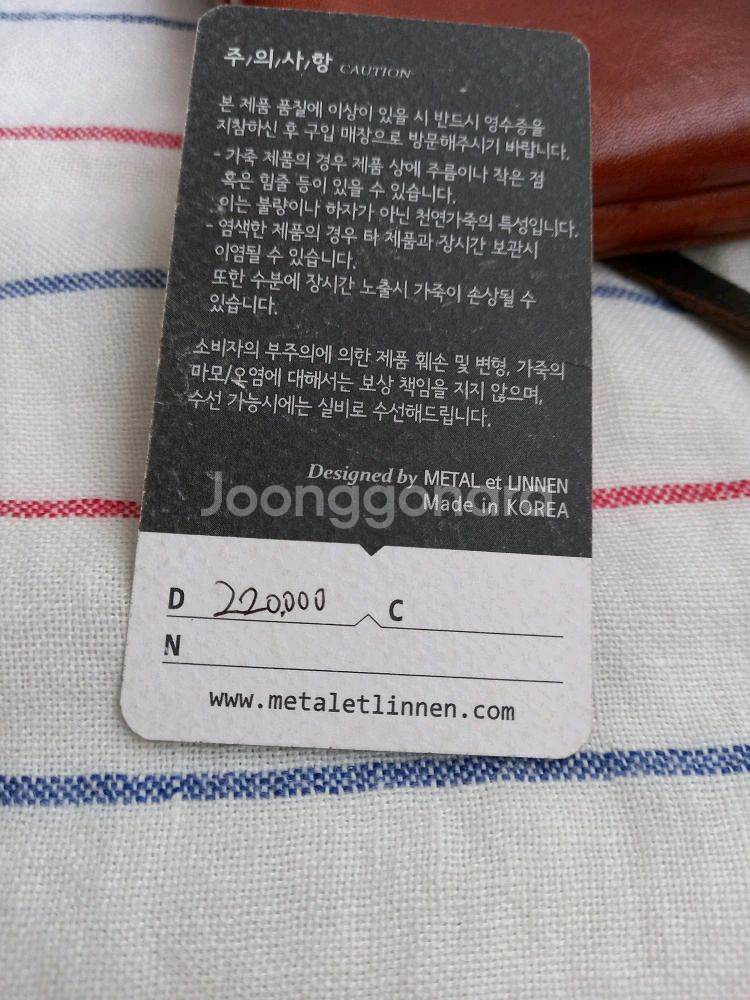 주/의/사/항 CAUTION
본 제품 품질에 이상이 있을 시 반드시 영수증을
지참하신 후 구입 매장으로 방문해주시기 바랍니다.
- 가죽 제품의 경우 제품 상에 주름이나 작은 점
혹은 힘줄 등이 있을 수 있습니다.
이는 불량이나 하자가 아닌 천연가죽의 특성입니다.
- 염색한 제품의 경우 타 제품과 장시간 보관시
이염될 수 있습니다.
또한 수분에 장시간 노출시 가죽이 손상될 수
있습니다.
소비자의 부주의에 의한 제품 훼손 및 변형, 가죽의
마모/오염에 대해서는 보상 책임을 지지 않으며,
수선 가능시에는 실비로 수선해드립니다.
Designed by METAL et LINNEN
Joonggonara
Made in KOREA
D 220,000 C
N
www.metaletlinnen.com